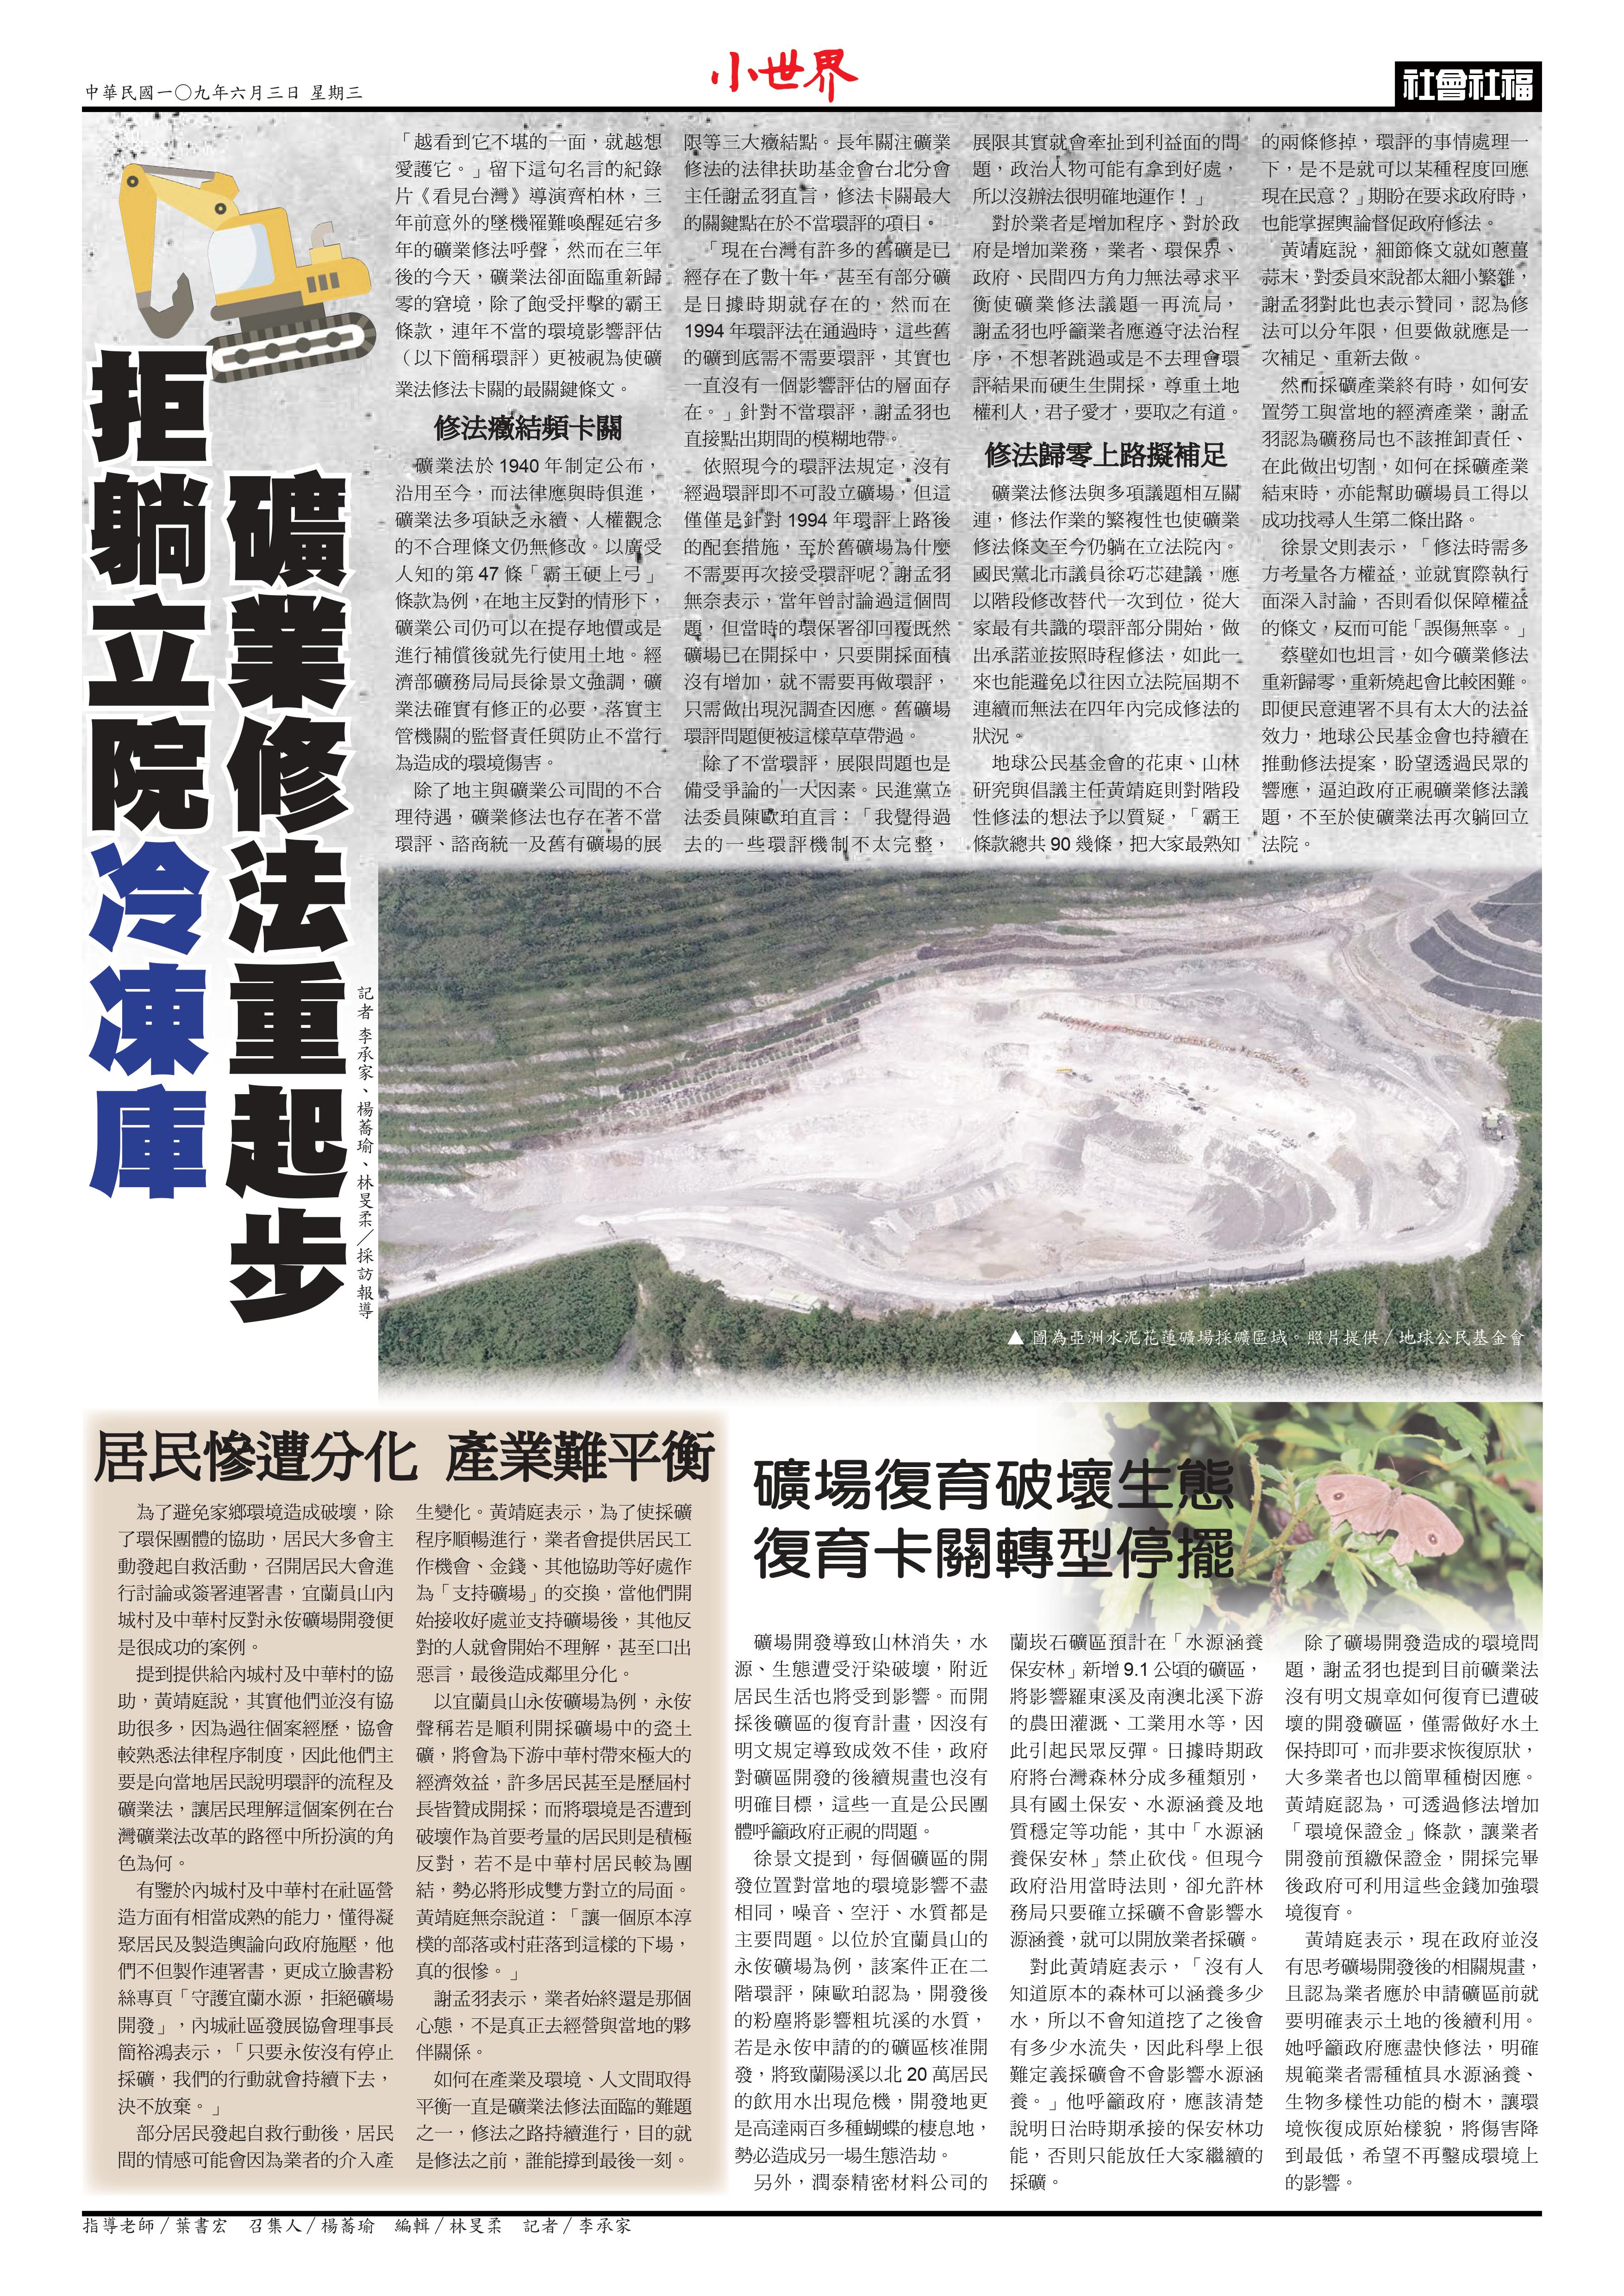 中華民國一〇九年六月三日 星期三
小世界
社會社福
礦業修法重起步
拒躺立院冷凍庫
記者 李承家、楊蕎瑜、林旻柔／採訪報導
「越看到它不堪的一面，就越想
愛護它。」留下這句名言的紀錄
片《看見台灣》導演齊柏林，三
年前意外的墜機罹難喚醒延宕多
年的礦業修法呼聲，然而在三年
後的今天，礦業法卻面臨重新歸
零的窘境，除了飽受抨擊的霸王
條款，連年不當的環境影響評估
（以下簡稱環評）更被視為使礦
業法修法卡關的最關鍵條文。
修法癥結頻卡關
礦業法於 1940 年制定公布，
沿用至今，而法律應與時俱進，
礦業法多項缺乏永續、人權觀念
的不合理條文仍無修改。以廣受
人知的第 47 條「霸王硬上弓」
條款為例，在地主反對的情形下，
礦業公司仍可以在提存地價或是
進行補償後就先行使用土地。經
濟部礦務局局長徐景文強調，礦
業法確實有修正的必要，落實主
管機關的監督責任與防止不當行
為造成的環境傷害。
除了地主與礦業公司間的不合
理待遇，礦業修法也存在著不當
環評、諮商統一及舊有礦場的展
限等三大癥結點。長年關注礦業
修法的法律扶助基金會台北分會
主任謝孟羽直言，修法卡關最大
的關鍵點在於不當環評的項目。
「現在台灣有許多的舊礦是已
經存在了數十年，甚至有部分礦
是日據時期就存在的，然而在
1994 年環評法在通過時，這些舊
的礦到底需不需要環評，其實也
一直沒有一個影響評估的層面存
在。」針對不當環評，謝孟羽也
直接點出期間的模糊地帶。
依照現今的環評法規定，沒有
經過環評即不可設立礦場，但這
僅僅是針對 1994 年環評上路後
的配套措施，至於舊礦場為什麼
不需要再次接受環評呢？謝孟羽
無奈表示，當年曾討論過這個問
題，但當時的環保署卻回覆既然
礦場已在開採中，只要開採面積
沒有增加，就不需要再做環評，
只需做出現況調查因應。舊礦場
環評問題便被這樣草草帶過。
除了不當環評，展限問題也是
備受爭論的一大因素。民進黨立
法委員陳歐珀直言：「我覺得過
去的一些環評機制不太完整，
展限其實就會牽扯到利益面的問
題，政治人物可能有拿到好處，
所以沒辦法很明確地運作！」
對於業者是增加程序、對於政
府是增加業務，業者、環保界、
政府、民間四方角力無法尋求平
衡使礦業修法議題一再流局，
謝孟羽也呼籲業者應遵守法治程
序，不想著跳過或是不去理會環
評結果而硬生生開採，尊重土地
權利人，君子愛才，要取之有道。
修法歸零上路擬補足
礦業法修法與多項議題相互關
連，修法作業的繁複性也使礦業
修法條文至今仍躺在立法院內。
國民黨北市議員徐巧芯建議，應
以階段修改替代一次到位，從大
家最有共識的環評部分開始，做
出承諾並按照時程修法，如此一
來也能避免以往因立法院屆期不
連續而無法在四年內完成修法的
狀況。
地球公民基金會的花東、山林
研究與倡議主任黃靖庭則對階段
性修法的想法予以質疑，「霸王
條款總共 90 幾條，把大家最熟知
的兩條修掉，環評的事情處理一
下，是不是就可以某種程度回應
現在民意？」期盼在要求政府時，
也能掌握輿論督促政府修法。
黃靖庭說，細節條文就如蔥薑
蒜末，對委員來說都太細小繁雜，
謝孟羽對此也表示贊同，認為修
法可以分年限，但要做就應是一
次補足、重新去做。
然而採礦產業終有時，如何安
置勞工與當地的經濟產業，謝孟
羽認為礦務局也不該推卸責任、
在此做出切割，如何在採礦產業
結束時，亦能幫助礦場員工得以
成功找尋人生第二條出路。
徐景文則表示，「修法時需多
方考量各方權益，並就實際執行
面深入討論，否則看似保障權益
的條文，反而可能「誤傷無辜。」
蔡壁如也坦言，如今礦業修法
重新歸零，重新燒起會比較困難。
即便民意連署不具有太大的法益
效力，地球公民基金會也持續在
推動修法提案，盼望透過民眾的
響應，逼迫政府正視礦業修法議
題，不至於使礦業法再次躺回立
法院。
▲ 圖為亞洲水泥花蓮礦場採礦區域。照片提供／地球公民基金會
居民慘遭分化 產業難平衡
為了避免家鄉環境造成破壞，除
了環保團體的協助，居民大多會主
動發起自救活動，召開居民大會進
行討論或簽署連署書，宜蘭員山內
城村及中華村反對永侒礦場開發便
是很成功的案例。
提到提供給內城村及中華村的協
助，黃靖庭說，其實他們並沒有協
助很多，因為過往個案經歷，協會
較熟悉法律程序制度，因此他們主
要是向當地居民說明環評的流程及
礦業法，讓居民理解這個案例在台
灣礦業法改革的路徑中所扮演的角
色為何。
有鑒於內城村及中華村在社區營
造方面有相當成熟的能力，懂得凝
聚居民及製造輿論向政府施壓，他
們不但製作連署書，更成立臉書粉
絲專頁「守護宜蘭水源，拒絕礦場
開發」，內城社區發展協會理事長
簡裕鴻表示，「只要永侒沒有停止
採礦，我們的行動就會持續下去，
決不放棄。」
部分居民發起自救行動後，居民
間的情感可能會因為業者的介入產
生變化。黃靖庭表示，為了使採礦
程序順暢進行，業者會提供居民工
作機會、金錢、其他協助等好處作
為「支持礦場」的交換，當他們開
始接收好處並支持礦場後，其他反
對的人就會開始不理解，甚至口出
惡言，最後造成鄰里分化。
以宜蘭員山永侒礦場為例，永侒
聲稱若是順利開採礦場中的瓷土
礦，將會為下游中華村帶來極大的
經濟效益，許多居民甚至是歷屆村
長皆贊成開採；而將環境是否遭到
破壞作為首要考量的居民則是積極
反對，若不是中華村居民較為團
結，勢必將形成雙方對立的局面。
黃靖庭無奈說道：「讓一個原本淳
樸的部落或村莊落到這樣的下場，
真的很慘。」
謝孟羽表示，業者始終還是那個
心態，不是真正去經營與當地的夥
伴關係。
如何在產業及環境、人文間取得
平衡一直是礦業法修法面臨的難題
之一，修法之路持續進行，目的就
是修法之前，誰能撐到最後一刻。
礦場復育破壞生態
復育卡關轉型停擺
礦場開發導致山林消失，水
源、生態遭受汙染破壞，附近
居民生活也將受到影響。而開
採後礦區的復育計畫，因沒有
明文規定導致成效不佳，政府
對礦區開發的後續規畫也沒有
明確目標，這些一直是公民團
體呼籲政府正視的問題。
徐景文提到，每個礦區的開
發位置對當地的環境影響不盡
相同，噪音、空汙、水質都是
主要問題。以位於宜蘭員山的
永侒礦場為例，該案件正在二
階環評，陳歐珀認為，開發後
的粉塵將影響粗坑溪的水質，
若是永侒申請的的礦區核准開
發，將致蘭陽溪以北 20 萬居民
的飲用水出現危機，開發地更
是高達兩百多種蝴蝶的棲息地，
勢必造成另一場生態浩劫。
另外，潤泰精密材料公司的
蘭崁石礦區預計在「水源涵養
保安林」新增 9.1 公頃的礦區，
將影響羅東溪及南澳北溪下游
的農田灌溉、工業用水等，因
此引起民眾反彈。日據時期政
府將台灣森林分成多種類別，
具有國土保安、水源涵養及地
質穩定等功能，其中「水源涵
養保安林」禁止砍伐。但現今
政府沿用當時法則，卻允許林
務局只要確立採礦不會影響水
源涵養，就可以開放業者採礦。
對此黃靖庭表示，「沒有人
知道原本的森林可以涵養多少
水，所以不會知道挖了之後會
有多少水流失，因此科學上很
難定義採礦會不會影響水源涵
養。」他呼籲政府，應該清楚
說明日治時期承接的保安林功
能，否則只能放任大家繼續的
採礦。
除了礦場開發造成的環境問
題，謝孟羽也提到目前礦業法
沒有明文規章如何復育已遭破
壞的開發礦區，僅需做好水土
保持即可，而非要求恢復原狀，
大多業者也以簡單種樹因應。
黃靖庭認為，可透過修法增加
「環境保證金」條款，讓業者
開發前預繳保證金，開採完畢
後政府可利用這些金錢加強環
境復育。
黃靖庭表示，現在政府並沒
有思考礦場開發後的相關規畫，
且認為業者應於申請礦區前就
要明確表示土地的後續利用。
她呼籲政府應盡快修法，明確
規範業者需種植具水源涵養、
生物多樣性功能的樹木，讓環
境恢復成原始樣貌，將傷害降
到最低，希望不再鑿成環境上
的影響。
指導老師／葉書宏 召集人／楊蕎瑜 編輯／林旻柔 記者／李承家